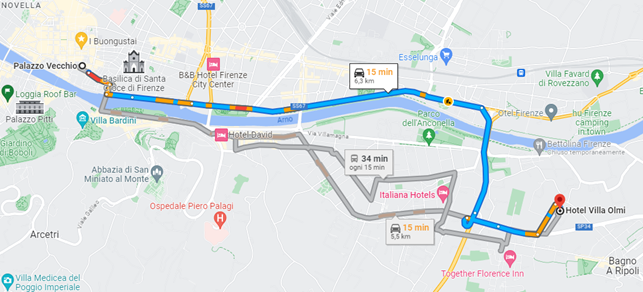 NOVELLA
SS67
I Buongustai
Palazzo Vecchio
Basilica di Santa
Croce di Firenze
B&B Hotel Firenze
City Center
Esselunga
15 min
6,3 km
Villa Favard
di Rovezzano
Loggia Roof Bar
Palazzo Pitti
Villa Bardini
Giardino
di Boboli
SS67
Arno
Hotel David
Via Villamagna
Parco
dell'Anconella
Otel Firenze
hu Firenze
camping
in town
Bettolina Firenze
Chiuso temporaneamente
Abbazia di San
Miniato al Monte
34 min
ogni 15 min
Italiana Hotels
Ospedale Piero Palagi
Arcetri
15 min
5,5 km
Hotel Villa Olmi
SP34
Together Florence Inn
Bagno
A Ripoli
Villa Medicea del
Poggio Imperiale